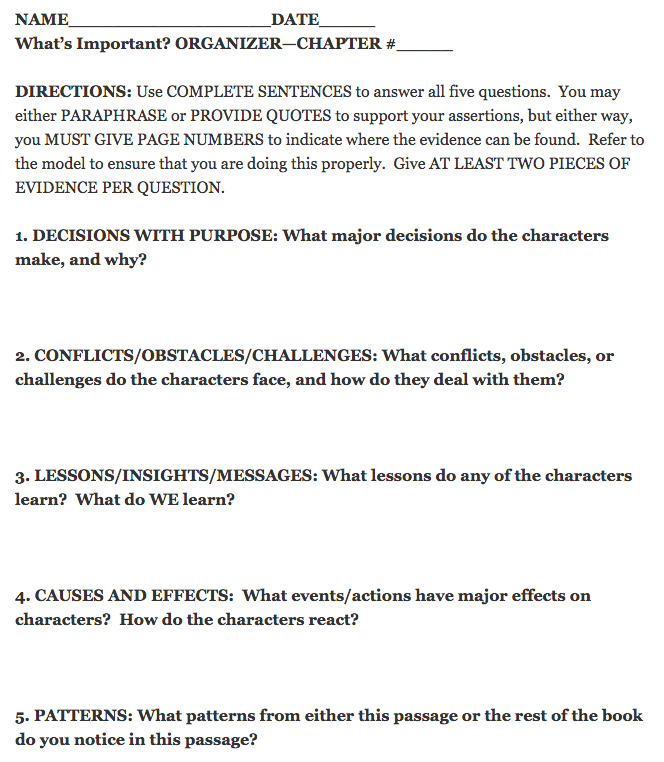 NAME________________________DATE_______
What's Important? ORGANIZER—CHAPTER #_______
DIRECTIONS: Use COMPLETE SENTENCES to answer all five questions.  You may
either PARAPHRASE or PROVIDE QUOTES to support your assertions, but either way,
you MUST GIVE PAGE NUMBERS to indicate where the evidence can be found.  Refer to
the model to ensure that you are doing this properly.  Give AT LEAST TWO PIECES OF
EVIDENCE PER QUESTION.
1. DECISIONS WITH PURPOSE: What major decisions do the characters
make, and why?
2. CONFLICTS/OBSTACLES/CHALLENGES: What conflicts, obstacles, or
challenges do the characters face, and how do they deal with them?
3. LESSONS/INSIGHTS/MESSAGES: What lessons do any of the characters
learn?  What do WE learn?
4. CAUSES AND EFFECTS:  What events/actions have major effects on
characters?  How do the characters react?
5. PATTERNS: What patterns from either this passage or the rest of the book
do you notice in this passage?